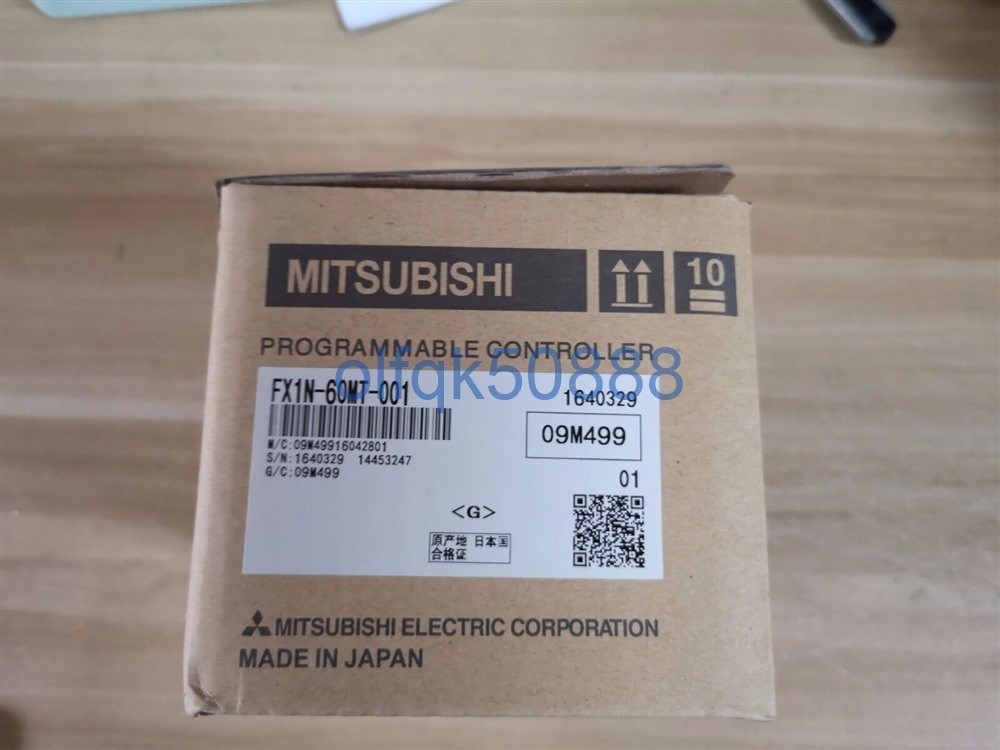 MITSUBISHI
10
PROGRAMMABLE CONTROLLER
olfqk50888
FX1N-60MT-001
1640329
M/C:09M49916042801
09M499
S/N:1640329 14453247
G/C:09M499
01
<G>
原产地 日本国
合格证
MITSUBISHI ELECTRIC CORPORATION
MADE IN JAPAN